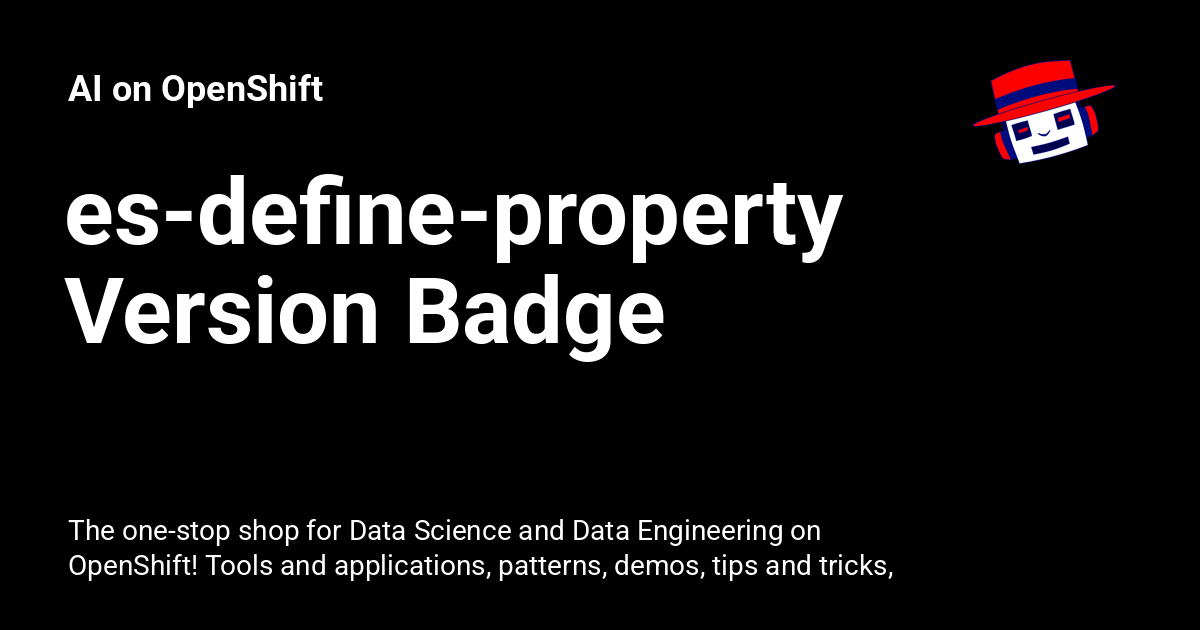 AI on OpenShift
es-define-property
Version Badge
The one-stop shop for Data Science and Data Engineering on
OpenShift! Tools and applications, patterns, demos, tips and tricks,